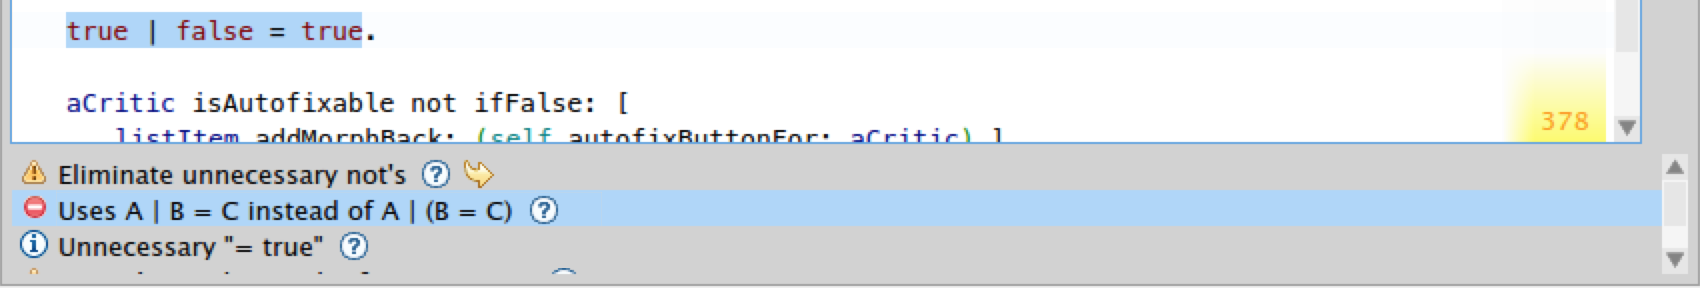 true | false = true.
aCritic isAutofixable not ifFalse: [
listItem addMorphBack: (self autofixButtonFor: aCritic) ]
378
Eliminate unnecessary not's ?
Uses A | B = C instead of A | (B = C) ?
Unnecessary "= true" ?